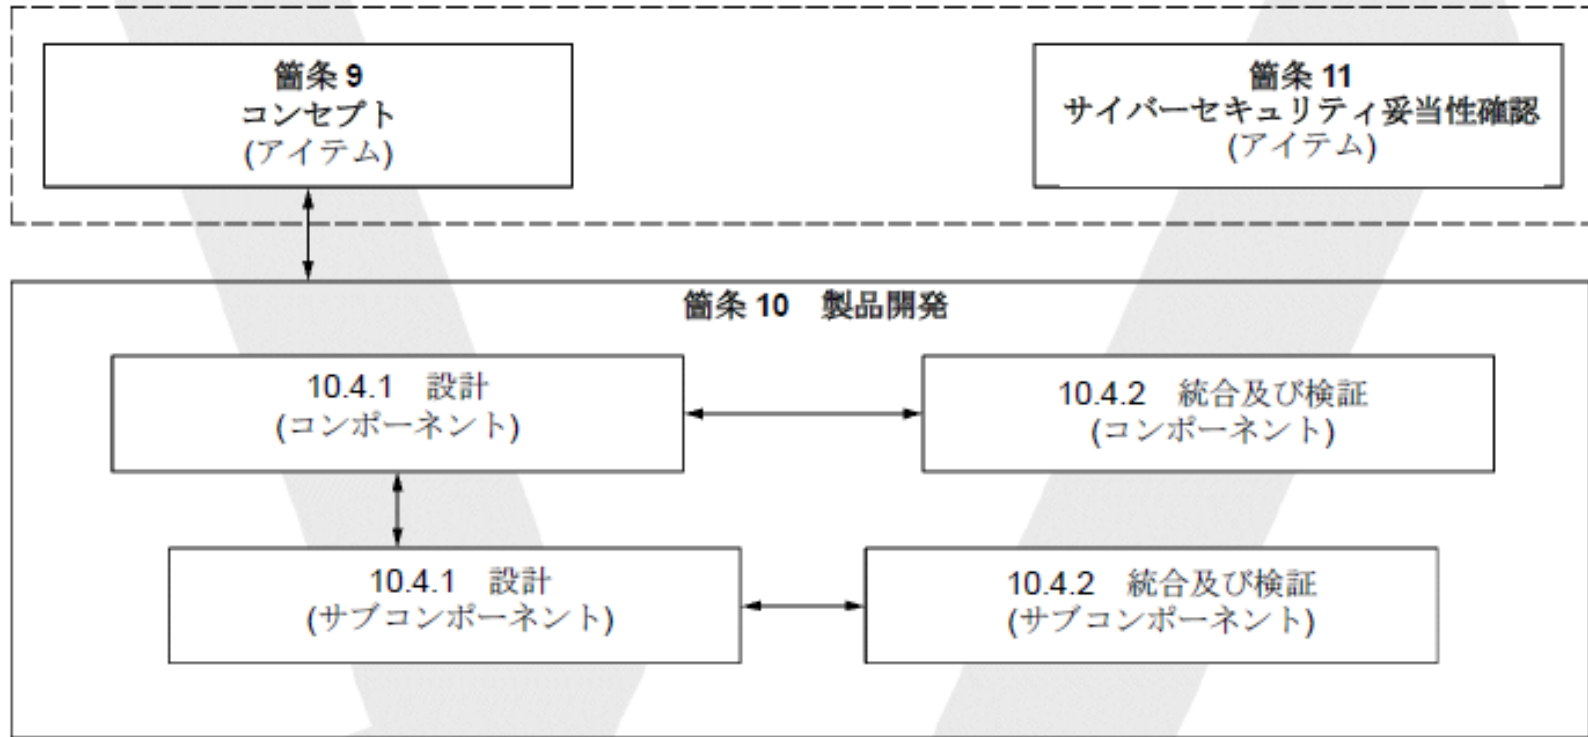 箇条 9
コンセプト
(アイテム)
箇条 11
サイバーセキュリティ妥当性確認
(アイテム)
箇条 10　製品開発
10.4.1　設計
(コンポーネント)
10.4.2　統合及び検証
(コンポーネント)
10.4.1　設計
(サブコンポーネント)
10.4.2　統合及び検証
(サブコンポーネント)